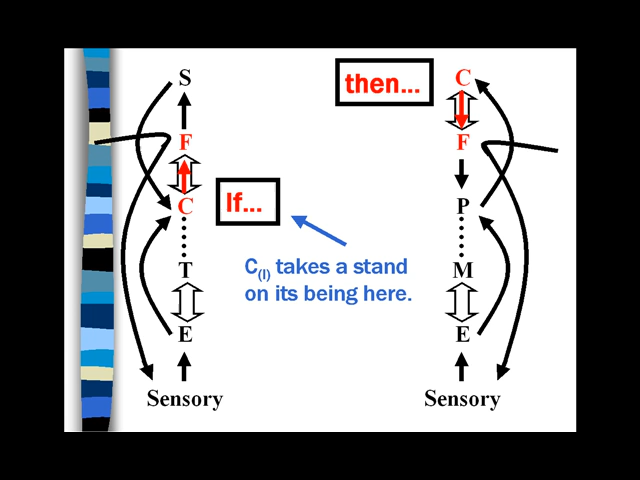 S
then...
C
F
F
C
If...
P
C(I) takes a stand
on its being here.
T
M
E
E
Sensory
Sensory